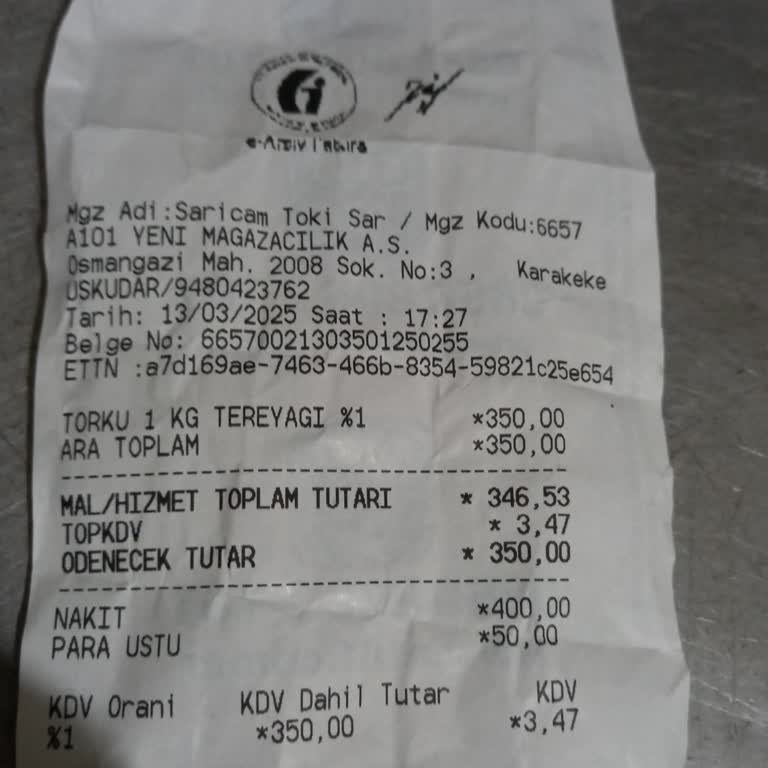 e-Arşiv Fatura
Mgz Adi:Saricam Toki Sar / Mgz Kodu:6657
A101 YENI MAGAZACILIK A.S.
Osmangazi Mah. 2008 Sok. No:3 , Karakeke
USKUDAR/9480423762
Tarih: 13/03/2025 Saat : 17:27
Belge No: 66570021303501250255
ETTN :a7d169ae-7463-466b-8354-59821c25e654
TORKU 1 KG TEREYAGI %1 *350,00
ARA TOPLAM *350,00
MAL/HIZMET TOPLAM TUTARI * 346,53
TOPKDV * 3,47
ODENECEK TUTAR * 350,00
NAKIT *400,00
PARA USTU *50,00
KDV Orani KDV Dahil Tutar KDV
%1 *350,00 *3,47